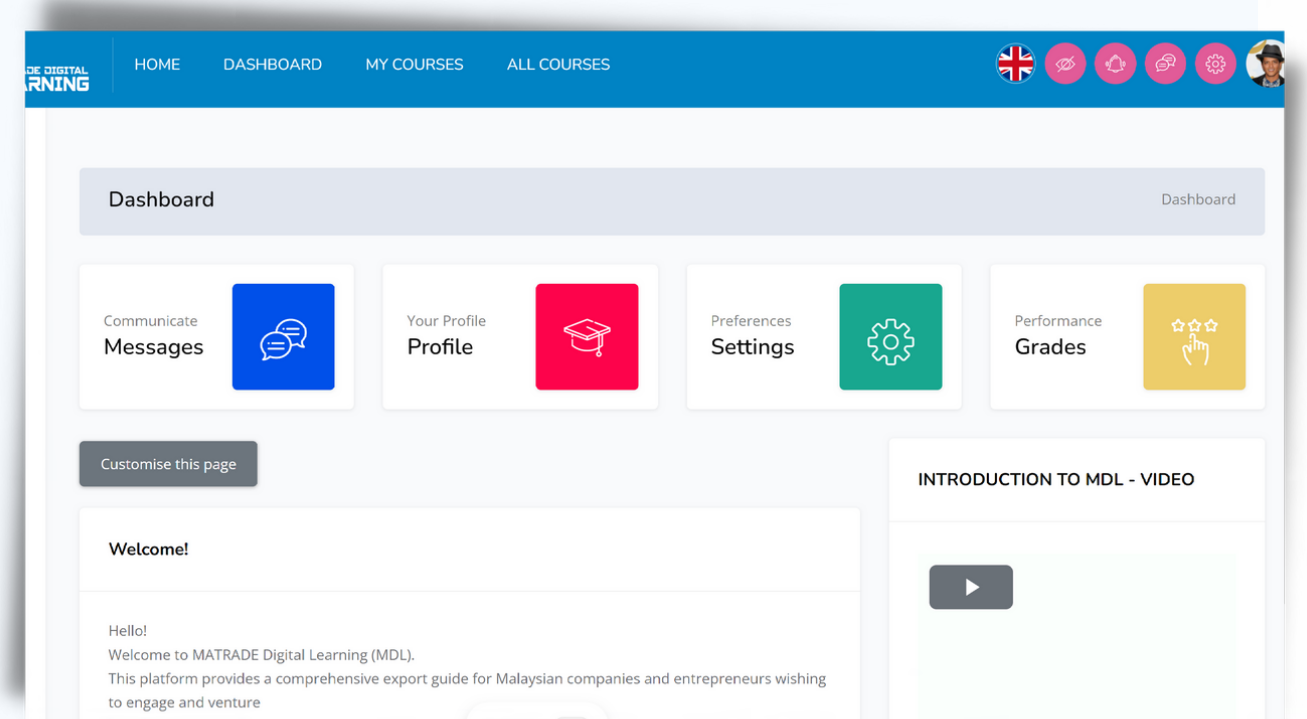 HOME DASHBOARD MY COURSES ALL COURSES
DIGITAL
Dashboard Dashboard
Communicate
Messages
Your Profile
Profile
Preferences
Settings
Performance
Grades
Customise this page
INTRODUCTION TO MDL - VIDEO
Welcome!
Hello!
Welcome to MATRADE Digital Learning (MDL).
This platform provides a comprehensive export guide for Malaysian companies and entrepreneurs wishing
to engage and venture